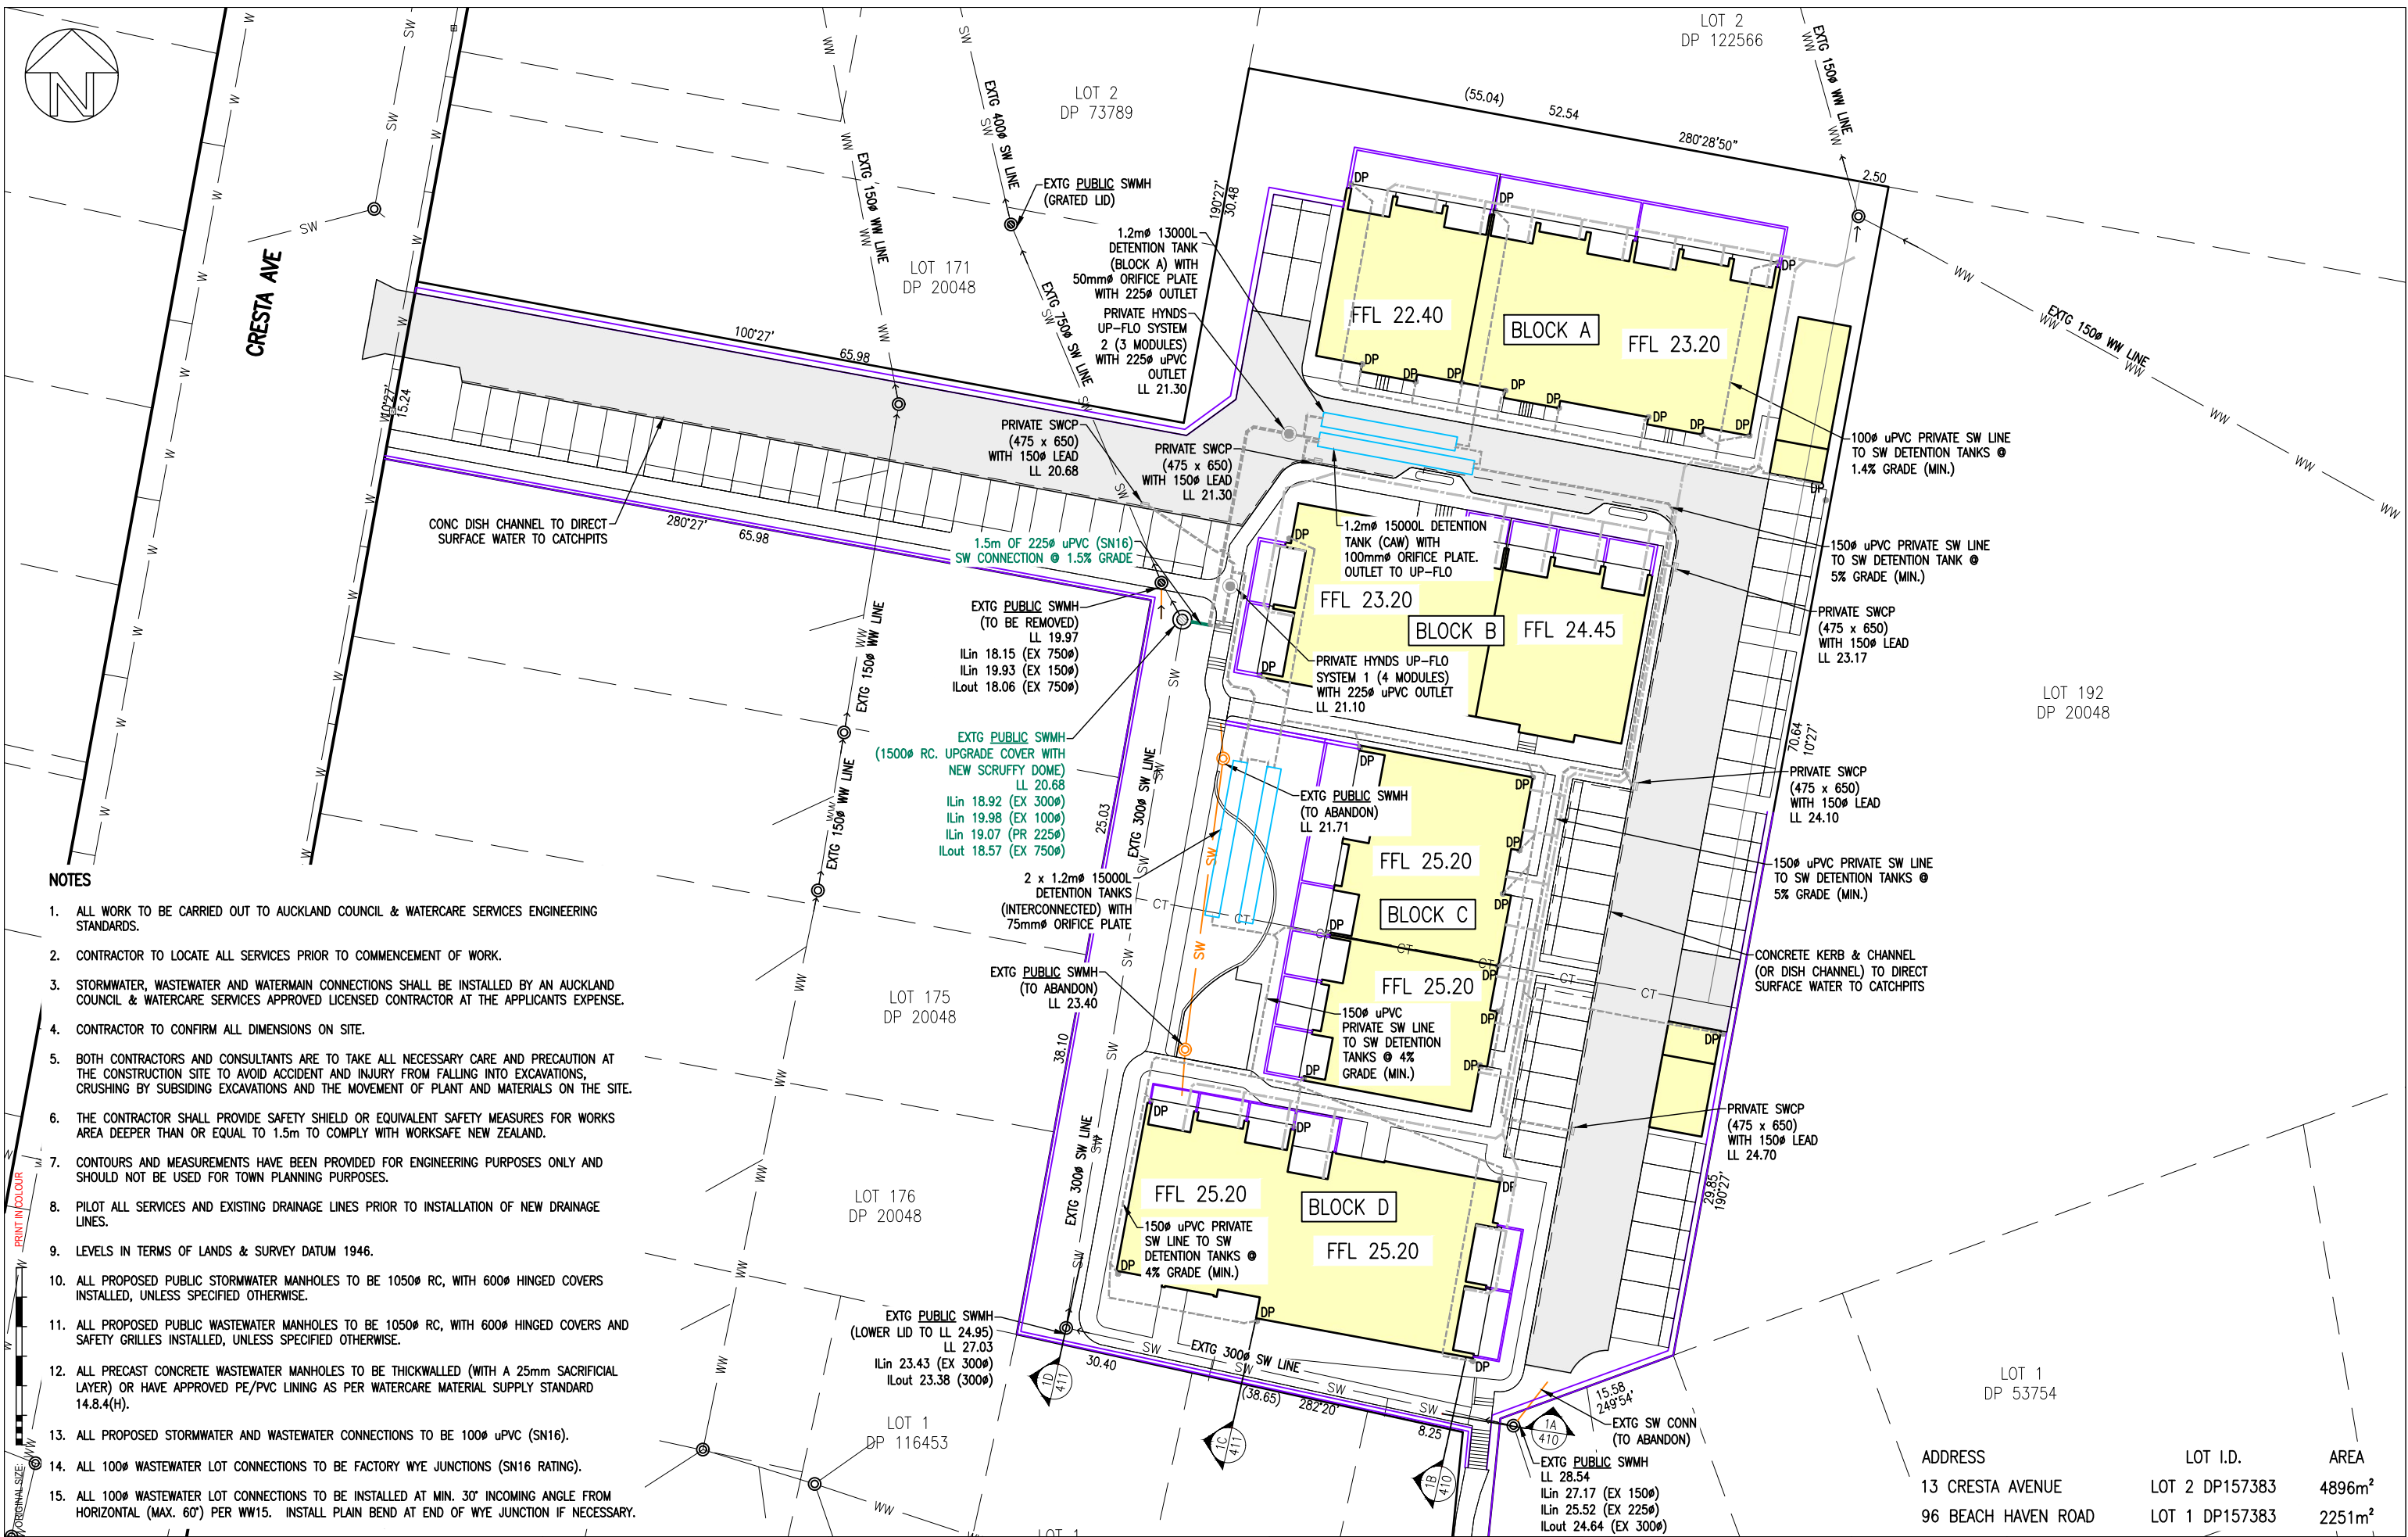 N
CRESTA AVE
LOT 2
DP 122566
LOT 2
DP 73789
LOT 171
DP 20048
EXTG 150ø WW LINE
EXTG 400ø SW LINE
EXTG 750ø SW LINE
EXTG 150ø WW LINE
EXTG 150ø WW LINE
(55.04)
52.54
280°28'50"
2.50
190°27'
30.48
EXTG PUBLIC SWMH
(GRATED LID)
1.2mø 13000L
DETENTION TANK
(BLOCK A) WITH
50mmø ORIFICE PLATE
WITH 225ø OUTLET
PRIVATE HYNDS
UP-FLO SYSTEM
2 (3 MODULES)
WITH 225ø uPVC
OUTLET
LL 21.30
FFL 22.40
BLOCK A
FFL 23.20
100°27'
65.98
10°27'
15.24
PRIVATE SWCP
(475 x 650)
WITH 150ø LEAD
LL 20.68
PRIVATE SWCP
(475 x 650)
WITH 150ø LEAD
LL 21.30
100ø uPVC PRIVATE SW LINE
TO SW DETENTION TANKS @
1.4% GRADE (MIN.)
CONC DISH CHANNEL TO DIRECT
SURFACE WATER TO CATCHPITS
280°27'
65.98
1.5m OF 225ø uPVC (SN16)
SW CONNECTION @ 1.5% GRADE
1.2mø 15000L DETENTION
TANK (CAW) WITH
100mmø ORIFICE PLATE.
OUTLET TO UP-FLO
150ø uPVC PRIVATE SW LINE
TO SW DETENTION TANK @
5% GRADE (MIN.)
EXTG PUBLIC SWMH
(TO BE REMOVED)
LL 19.97
ILin 18.15 (EX 750ø)
ILin 19.93 (EX 150ø)
ILout 18.06 (EX 750ø)
FFL 23.20
BLOCK B
FFL 24.45
PRIVATE SWCP
(475 x 650)
WITH 150ø LEAD
LL 23.17
PRIVATE HYNDS UP-FLO
SYSTEM 1 (4 MODULES)
WITH 225ø uPVC OUTLET
LL 21.10
LOT 192
DP 20048
EXTG 150ø WW LINE
EXTG 150ø WW LINE
EXTG PUBLIC SWMH
(1500ø RC. UPGRADE COVER WITH
NEW SCRUFFY DOME)
LL 20.68
ILin 18.92 (EX 300ø)
ILin 19.98 (EX 100ø)
ILin 19.07 (PR 225ø)
ILout 18.57 (EX 750ø)
EXTG 300ø SW LINE
25.03
EXTG PUBLIC SWMH
(TO ABANDON)
LL 21.71
70.64
10°27'
PRIVATE SWCP
(475 x 650)
WITH 150ø LEAD
LL 24.10
2 x 1.2mø 15000L
DETENTION TANKS
(INTERCONNECTED) WITH
75mmø ORIFICE PLATE
FFL 25.20
BLOCK C
FFL 25.20
150ø uPVC PRIVATE SW LINE
TO SW DETENTION TANKS @
5% GRADE (MIN.)
CONCRETE KERB & CHANNEL
(OR DISH CHANNEL) TO DIRECT
SURFACE WATER TO CATCHPITS
EXTG PUBLIC SWMH
(TO ABANDON)
LL 23.40
LOT 175
DP 20048
38.10
150ø uPVC
PRIVATE SW LINE
TO SW DETENTION
TANKS @ 4%
GRADE (MIN.)
PRIVATE SWCP
(475 x 650)
WITH 150ø LEAD
LL 24.70
LOT 176
DP 20048
EXTG 300ø SW LINE
FFL 25.20
BLOCK D
FFL 25.20
150ø uPVC PRIVATE
SW LINE TO SW
DETENTION TANKS @
4% GRADE (MIN.)
29.85
190°27'
EXTG PUBLIC SWMH
(LOWER LID TO LL 24.95)
LL 27.03
ILin 23.43 (EX 300ø)
ILout 23.38 (300ø)
EXTG 300ø SW LINE
30.40
(38.65)
282°20'
8.25
15.58
249°54'
1D
411
1C
411
1B
410
1A
410
EXTG SW CONN
(TO ABANDON)
EXTG PUBLIC SWMH
LL 28.54
ILin 27.17 (EX 150ø)
ILin 25.52 (EX 225ø)
ILout 24.64 (EX 300ø)
LOT 1
DP 116453
LOT 1
LOT 1
DP 53754
NOTES
1. ALL WORK TO BE CARRIED OUT TO AUCKLAND COUNCIL & WATERCARE SERVICES ENGINEERING
STANDARDS.
2. CONTRACTOR TO LOCATE ALL SERVICES PRIOR TO COMMENCEMENT OF WORK.
3. STORMWATER, WASTEWATER AND WATERMAIN CONNECTIONS SHALL BE INSTALLED BY AN AUCKLAND
COUNCIL & WATERCARE SERVICES APPROVED LICENSED CONTRACTOR AT THE APPLICANTS EXPENSE.
4. CONTRACTOR TO CONFIRM ALL DIMENSIONS ON SITE.
5. BOTH CONTRACTORS AND CONSULTANTS ARE TO TAKE ALL NECESSARY CARE AND PRECAUTION AT
THE CONSTRUCTION SITE TO AVOID ACCIDENT AND INJURY FROM FALLING INTO EXCAVATIONS,
CRUSHING BY SUBSIDING EXCAVATIONS AND THE MOVEMENT OF PLANT AND MATERIALS ON THE SITE.
6. THE CONTRACTOR SHALL PROVIDE SAFETY SHIELD OR EQUIVALENT SAFETY MEASURES FOR WORKS
AREA DEEPER THAN OR EQUAL TO 1.5m TO COMPLY WITH WORKSAFE NEW ZEALAND.
7. CONTOURS AND MEASUREMENTS HAVE BEEN PROVIDED FOR ENGINEERING PURPOSES ONLY AND
SHOULD NOT BE USED FOR TOWN PLANNING PURPOSES.
8. PILOT ALL SERVICES AND EXISTING DRAINAGE LINES PRIOR TO INSTALLATION OF NEW DRAINAGE
LINES.
9. LEVELS IN TERMS OF LANDS & SURVEY DATUM 1946.
10. ALL PROPOSED PUBLIC STORMWATER MANHOLES TO BE 1050ø RC, WITH 600ø HINGED COVERS
INSTALLED, UNLESS SPECIFIED OTHERWISE.
11. ALL PROPOSED PUBLIC WASTEWATER MANHOLES TO BE 1050ø RC, WITH 600ø HINGED COVERS AND
SAFETY GRILLES INSTALLED, UNLESS SPECIFIED OTHERWISE.
12. ALL PRECAST CONCRETE WASTEWATER MANHOLES TO BE THICKWALLED (WITH A 25mm SACRIFICIAL
LAYER) OR HAVE APPROVED PE/PVC LINING AS PER WATERCARE MATERIAL SUPPLY STANDARD
14.8.4(H).
13. ALL PROPOSED STORMWATER AND WASTEWATER CONNECTIONS TO BE 100ø uPVC (SN16).
14. ALL 100ø WASTEWATER LOT CONNECTIONS TO BE FACTORY WYE JUNCTIONS (SN16 RATING).
15. ALL 100ø WASTEWATER LOT CONNECTIONS TO BE INSTALLED AT MIN. 30° INCOMING ANGLE FROM
HORIZONTAL (MAX. 60°) PER WW15. INSTALL PLAIN BEND AT END OF WYE JUNCTION IF NECESSARY.
PRINT IN COLOUR
ORIGINAL SIZE:
ADDRESS LOT I.D. AREA
13 CRESTA AVENUE LOT 2 DP157383 4896m²
96 BEACH HAVEN ROAD LOT 1 DP157383 2251m²